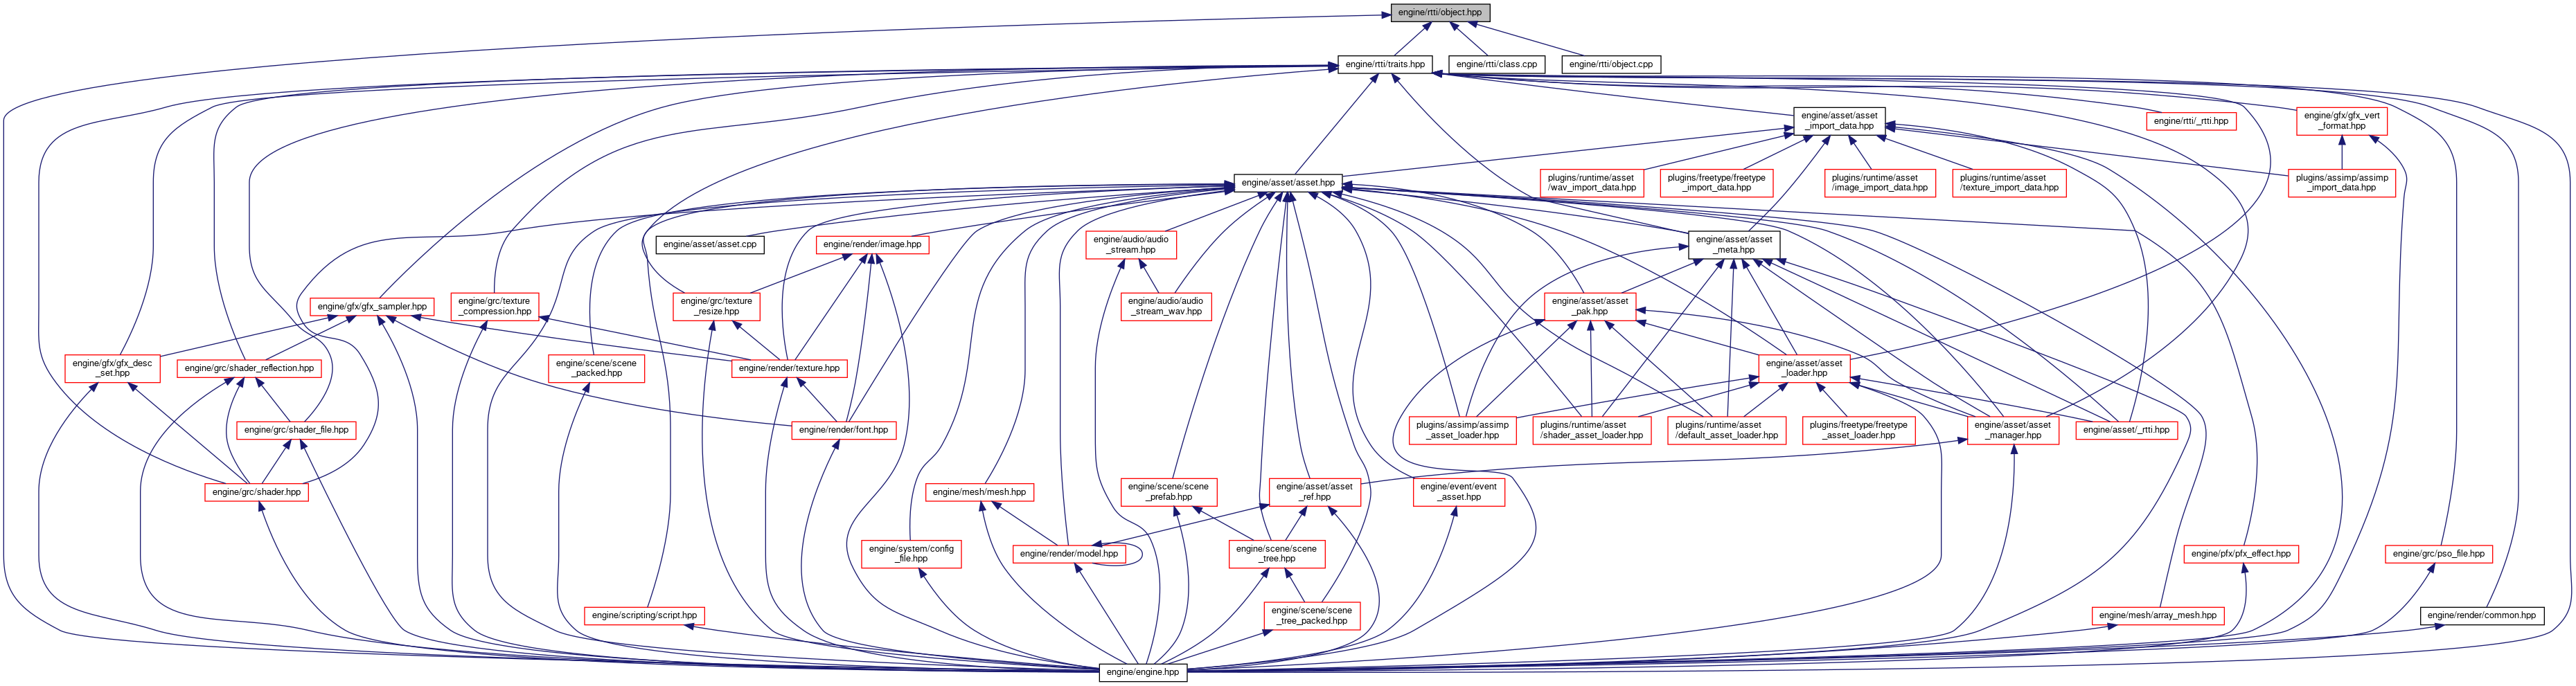 engine/rtti/object.hpp
engine/rtti/traits.hpp
engine/rtti/class.cpp
engine/rtti/object.cpp
engine/asset/asset
_import_data.hpp
engine/rtti/_rtti.hpp
engine/gfx/gfx_vert
_format.hpp
engine/asset/asset.hpp
plugins/runtime/asset
/wav_import_data.hpp
plugins/freetype/freetype
_import_data.hpp
plugins/runtime/asset
/image_import_data.hpp
plugins/runtime/asset
/texture_import_data.hpp
plugins/assimp/assimp
_import_data.hpp
engine/asset/asset.cpp
engine/render/image.hpp
engine/audio/audio
_stream.hpp
engine/asset/asset
_meta.hpp
engine/gfx/gfx_sampler.hpp
engine/grc/texture
_compression.hpp
engine/grc/texture
_resize.hpp
engine/audio/audio
_stream_wav.hpp
engine/asset/asset
_pak.hpp
engine/gfx/gfx_desc
_set.hpp
engine/grc/shader_reflection.hpp
engine/scene/scene
_packed.hpp
engine/render/texture.hpp
engine/asset/asset
_loader.hpp
engine/grc/shader_file.hpp
engine/render/font.hpp
plugins/assimp/assimp
_asset_loader.hpp
plugins/runtime/asset
/shader_asset_loader.hpp
plugins/runtime/asset
/default_asset_loader.hpp
plugins/freetype/freetype
_asset_loader.hpp
engine/asset/asset
_manager.hpp
engine/asset/_rtti.hpp
engine/grc/shader.hpp
engine/mesh/mesh.hpp
engine/scene/scene
_prefab.hpp
engine/asset/asset
_ref.hpp
engine/event/event
_asset.hpp
engine/system/config
_file.hpp
engine/render/model.hpp
engine/scene/scene
_tree.hpp
engine/pfx/pfx_effect.hpp
engine/grc/pso_file.hpp
engine/scripting/script.hpp
engine/scene/scene
_tree_packed.hpp
engine/mesh/array_mesh.hpp
engine/render/common.hpp
engine/engine.hpp